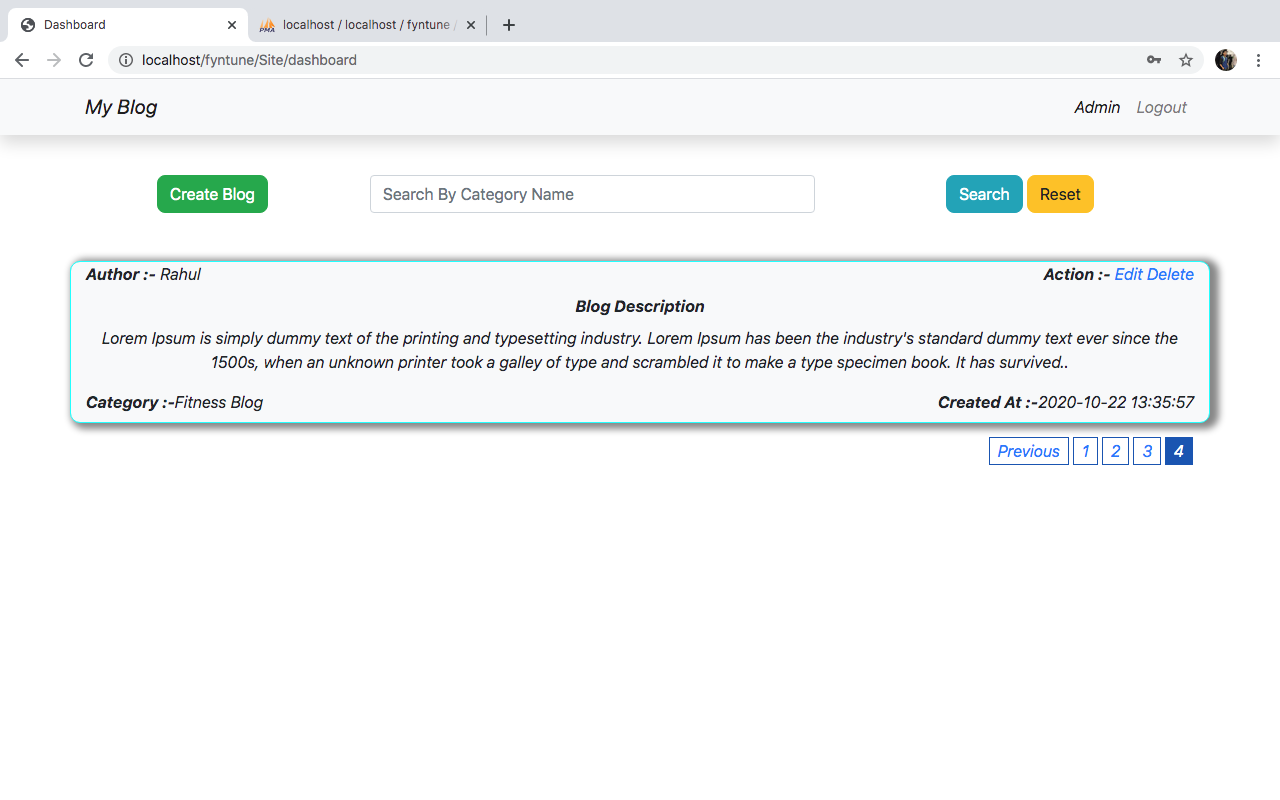 Dashboard
PMA localhost / localhost / fyntune /
localhost/fyntune/Site/dashboard
My Blog
Admin Logout
Create Blog
Search By Category Name
Search Reset
Author :- Rahul
Action :- Edit Delete
Blog Description
Lorem Ipsum is simply dummy text of the printing and typesetting industry. Lorem Ipsum has been the industry's standard dummy text ever since the
1500s, when an unknown printer took a galley of type and scrambled it to make a type specimen book. It has survived..
Category :-Fitness Blog
Created At :-2020-10-22 13:35:57
Previous 1 2 3 4